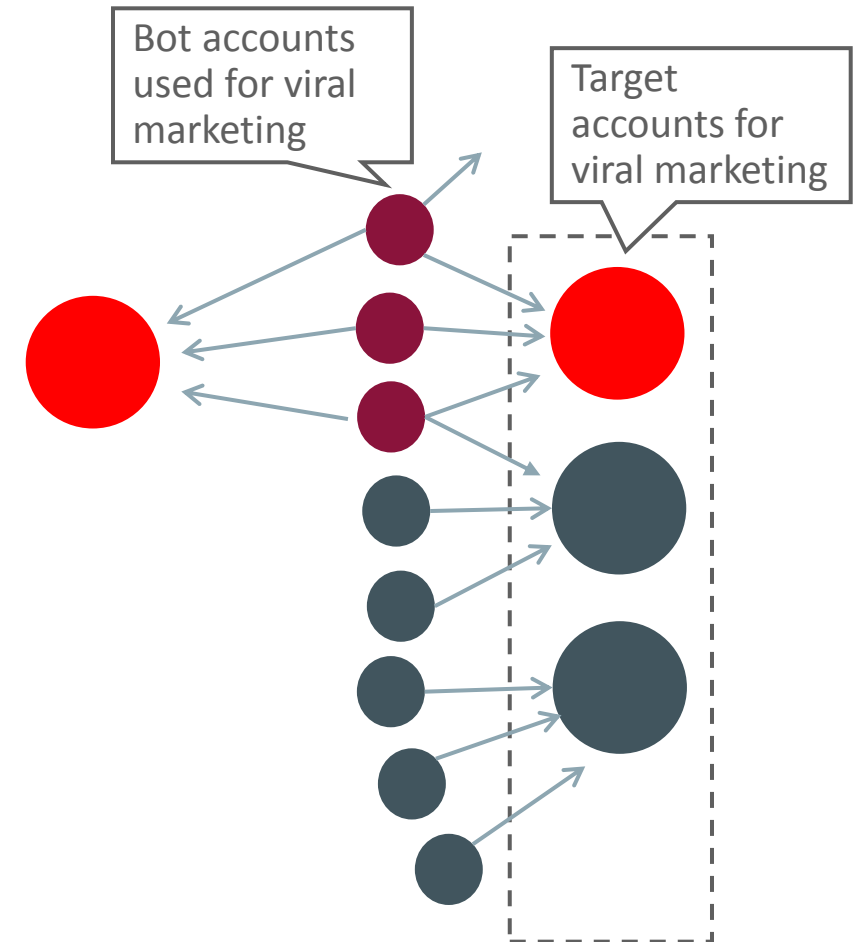 Bot accounts
used for viral
marketing
Target
accounts for
viral marketing